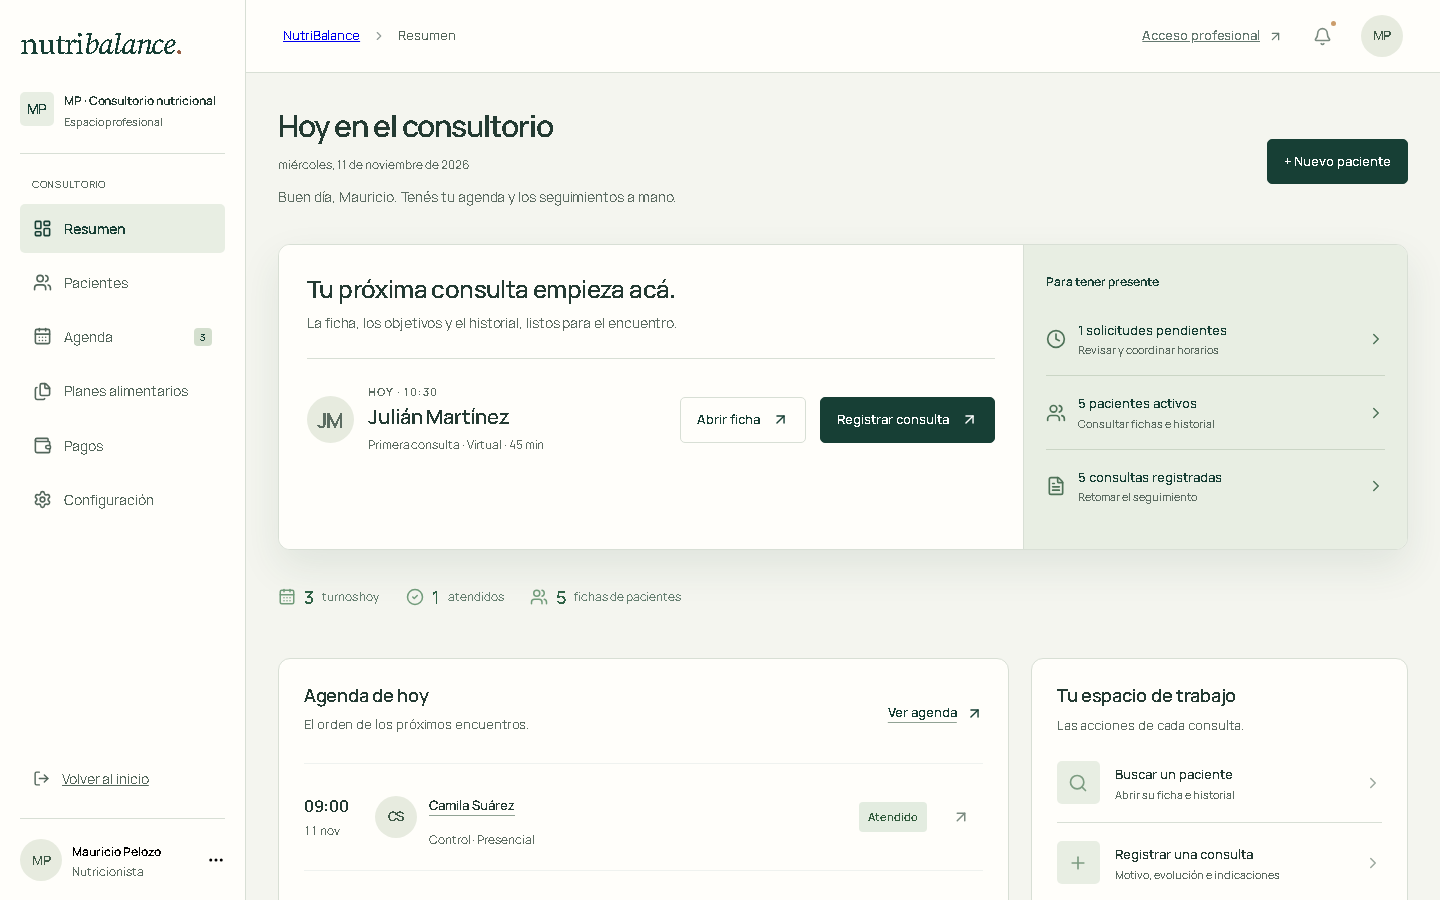 nutribalance.
MP
MP · Consultorio nutricional
Espacio profesional
CONSULTORIO
Resumen
Pacientes
Agenda
3
Planes alimentarios
Pagos
Configuración
Volver al inicio
MP
Mauricio Pelozo
Nutricionista
NutriBalance
Resumen
Acceso profesional
MP
Hoy en el consultorio
miércoles, 11 de noviembre de 2026
Buen día, Mauricio. Tenés tu agenda y los seguimientos a mano.
+ Nuevo paciente
Tu próxima consulta empieza acá.
La ficha, los objetivos y el historial, listos para el encuentro.
JM
HOY · 10:30
Julián Martínez
Primera consulta · Virtual · 45 min
Abrir ficha
Registrar consulta
Para tener presente
1 solicitudes pendientes
Revisar y coordinar horarios
5 pacientes activos
Consultar fichas e historial
5 consultas registradas
Retomar el seguimiento
3 turnos hoy
1 atendidos
5 fichas de pacientes
Agenda de hoy
El orden de los próximos encuentros.
Ver agenda
09:00
11 nov
CS
Camila Suárez
Control · Presencial
Atendido
Tu espacio de trabajo
Las acciones de cada consulta.
Buscar un paciente
Abrir su ficha e historial
Registrar una consulta
Motivo, evolución e indicaciones